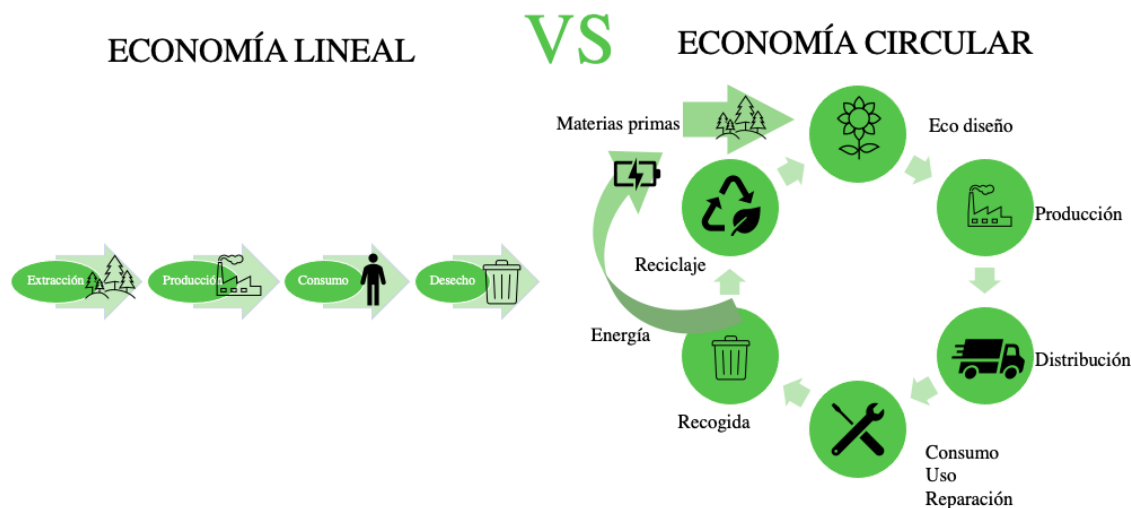 ECONOMÍA LINEAL
VS
ECONOMÍA CIRCULAR
Extracción
Producción
Consumo
Desecho
Materias primas
Eco diseño
Producción
Distribución
Consumo
Uso
Reparación
Recogida
Reciclaje
Energía